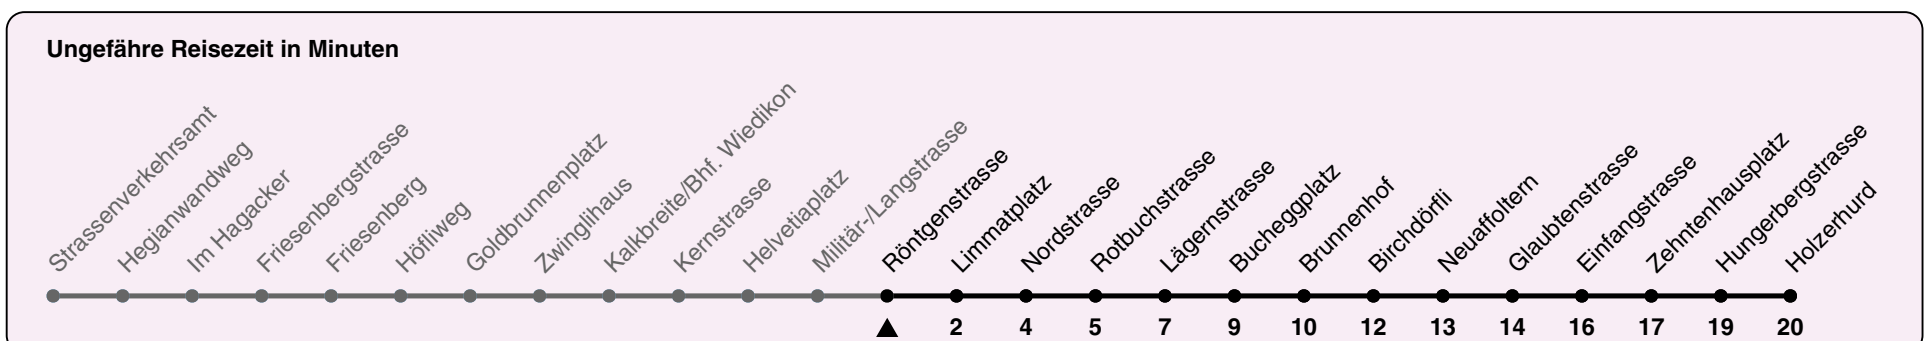 Ungefähre Reisezeit in Minuten
Strassenverkehrsamt
Hegianwandweg
Im Hagacker
Friesenbergstrasse
Friesenberg
Höfliweg
Goldbrunnenplatz
Zwinglihaus
Kalkbreite/Bhf. Wiedikon
Kernstrasse
Helvetiaplatz
Militär-/Langstrasse
Röntgenstrasse
Limmatplatz
Nordstrasse
Rotbuchstrasse
Lägernstrasse
Bucheggplatz
Brunnenhof
Birchdörfli
Neuaffoltern
Glaubtenstrasse
Einfangstrasse
Zehntenhausplatz
Hungerbergstrasse
Holzerhurd
2 4 5 7 9 10 12 13 14 16 17 19 20